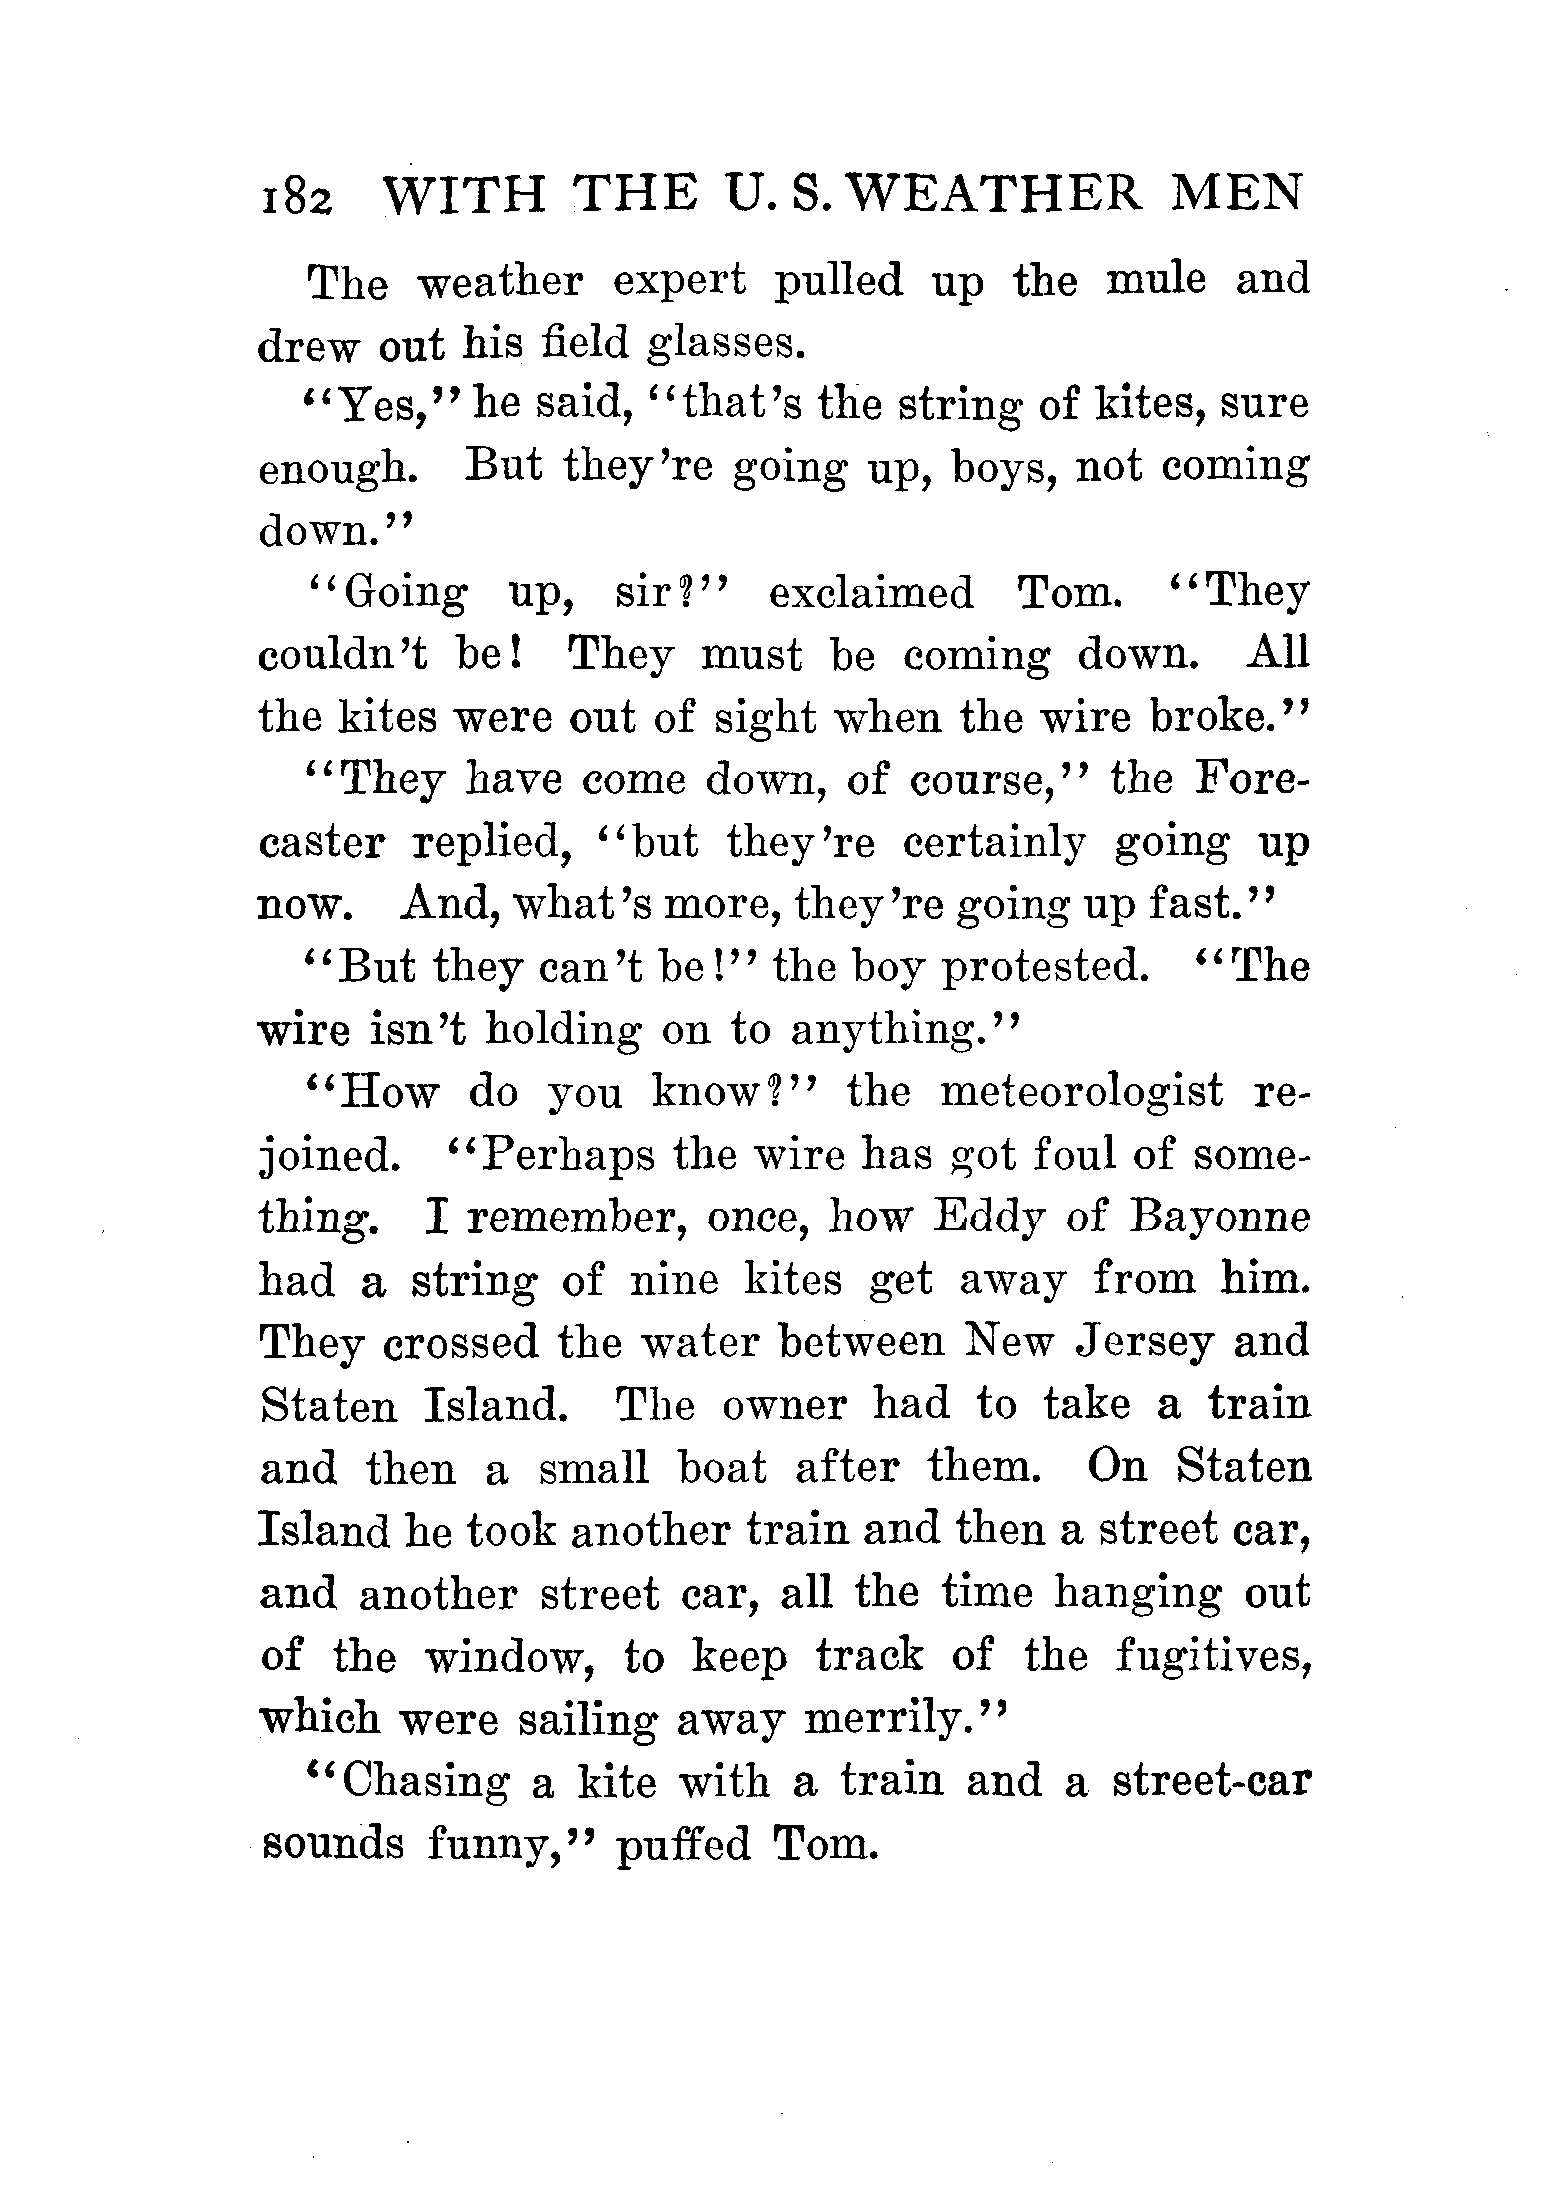 182 WITH THE U. S. WEATHER MEN
The weather expert pulled up the mule and
drew out his field glasses.
“Yes,” he said, “that’s the string of kites, sure
enough. But they’re going up, boys, not coming
down.”
“Going up, sir?” exclaimed Tom. “They
couldn’t be! They must be coming down. All
the kites were out of sight when the wire broke.”
“They have come down, of course,” the Fore-
caster replied, “but they’re certainly going up
now. And, what’s more, they’re going up fast.”
“But they can’t be!” the boy protested. “The
wire isn’t holding on to anything.”
“How do you know?” the meteorologist re-
joined. “Perhaps the wire has got foul of some-
thing. I remember, once, how Eddy of Bayonne
had a string of nine kites get away from him.
They crossed the water between New Jersey and
Staten Island. The owner had to take a train
and then a small boat after them. On Staten
Island he took another train and then a street car,
and another street car, all the time hanging out
of the window, to keep track of the fugitives,
which were sailing away merrily.”
“Chasing a kite with a train and a street-car
sounds funny,” puffed Tom.